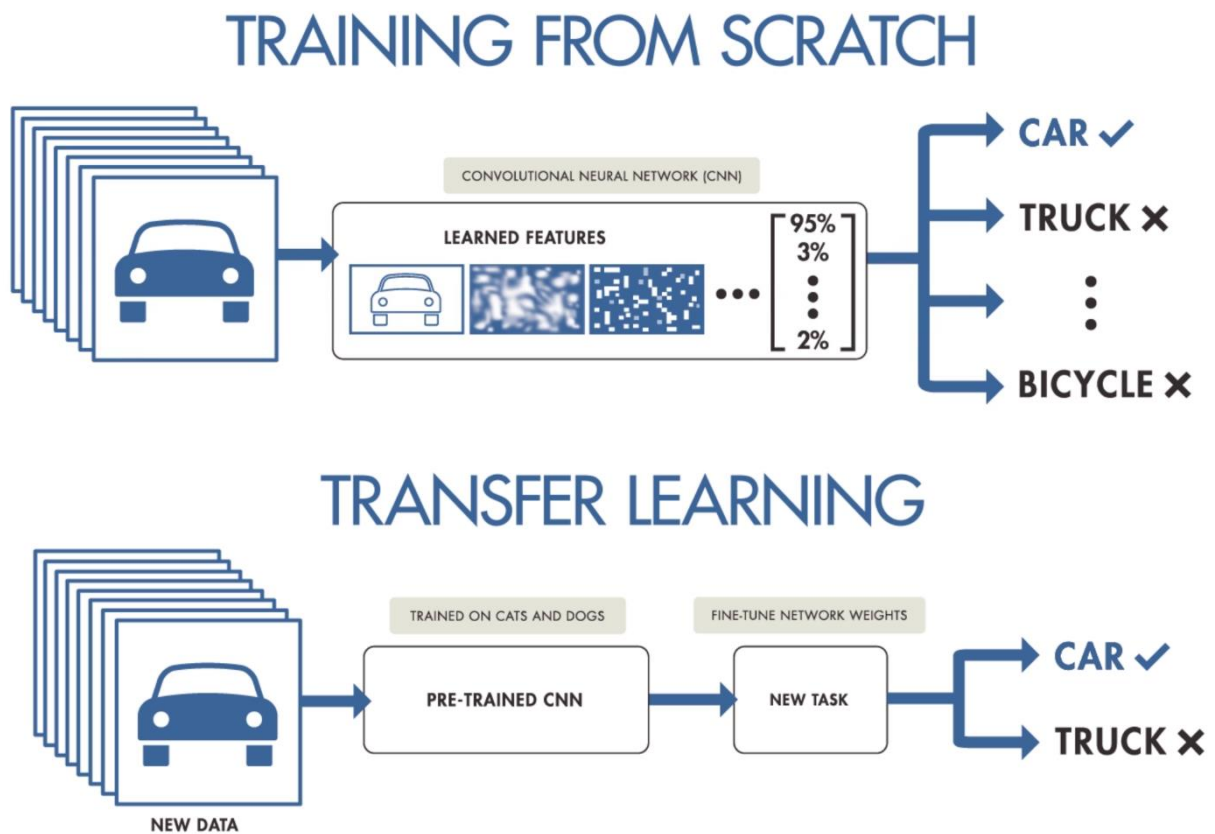 TRAINING FROM SCRATCH
CONVOLUTIONAL NEURAL NETWORK (CNN)
LEARNED FEATURES
95%
3%
2%
CAR
TRUCK
BICYCLE
TRANSFER LEARNING
TRAINED ON CATS AND DOGS
FINE-TUNE NETWORK WEIGHTS
PRE-TRAINED CNN
NEW TASK
CAR
TRUCK
NEW DATA